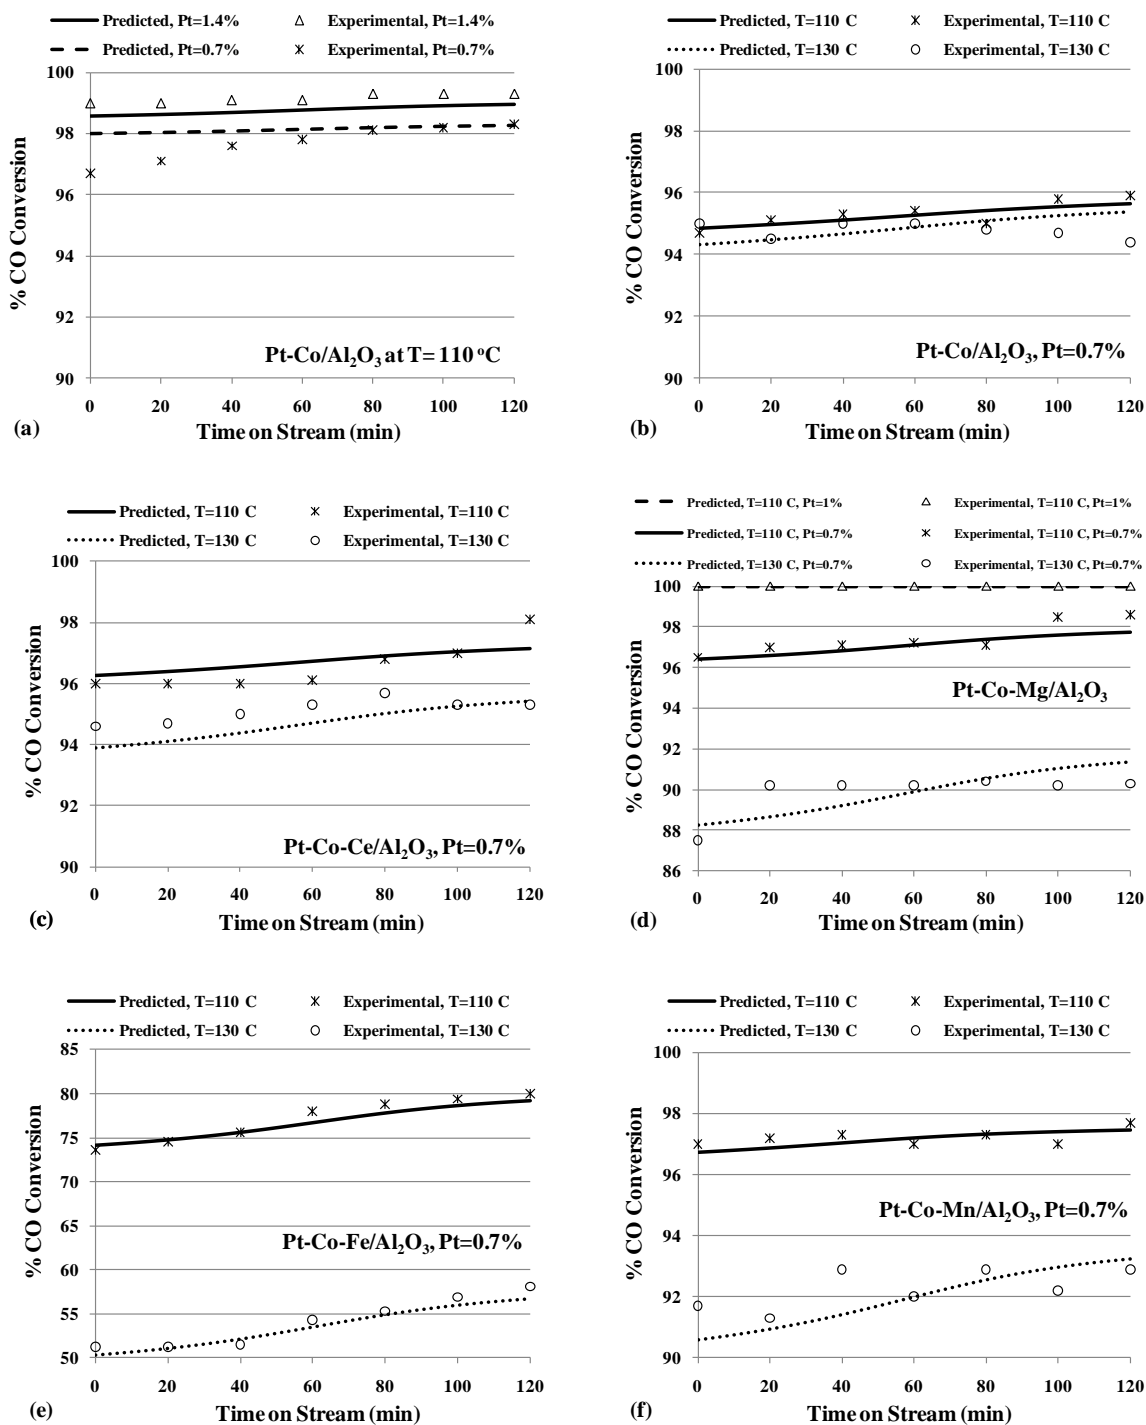 Predicted, Pt=1.4% Experimental, Pt=1.4%
Predicted, Pt=0.7% Experimental, Pt=0.7%
100
98
96
94
92
90
% CO Conversion
Pt-Co/Al₂O₃ at T= 110 ᵒC
0 20 40 60 80 100 120
Time on Stream (min)
(a)
Predicted, T=110 C Experimental, T=110 C
Predicted, T=130 C Experimental, T=130 C
100
98
96
94
92
90
% CO Conversion
Pt-Co/Al₂O₃, Pt=0.7%
0 20 40 60 80 100 120
Time on Stream (min)
(b)
Predicted, T=110 C Experimental, T=110 C
Predicted, T=130 C Experimental, T=130 C
100
98
96
94
92
90
% CO Conversion
Pt-Co-Ce/Al₂O₃, Pt=0.7%
0 20 40 60 80 100 120
Time on Stream (min)
(c)
Predicted, T=110 C, Pt=1% Experimental, T=110 C, Pt=1%
Predicted, T=110 C, Pt=0.7% Experimental, T=110 C, Pt=0.7%
Predicted, T=130 C, Pt=0.7% Experimental, T=130 C, Pt=0.7%
100
98
96
94
92
90
88
86
% CO Conversion
Pt-Co-Mg/Al₂O₃
0 20 40 60 80 100 120
Time on Stream (min)
(d)
Predicted, T=110 C Experimental, T=110 C
Predicted, T=130 C Experimental, T=130 C
85
80
75
70
65
60
55
50
% CO Conversion
Pt-Co-Fe/Al₂O₃, Pt=0.7%
0 20 40 60 80 100 120
Time on Stream (min)
(e)
Predicted, T=110 C Experimental, T=110 C
Predicted, T=130 C Experimental, T=130 C
100
98
96
94
92
90
% CO Conversion
Pt-Co-Mn/Al₂O₃, Pt=0.7%
0 20 40 60 80 100 120
Time on Stream (min)
(f)